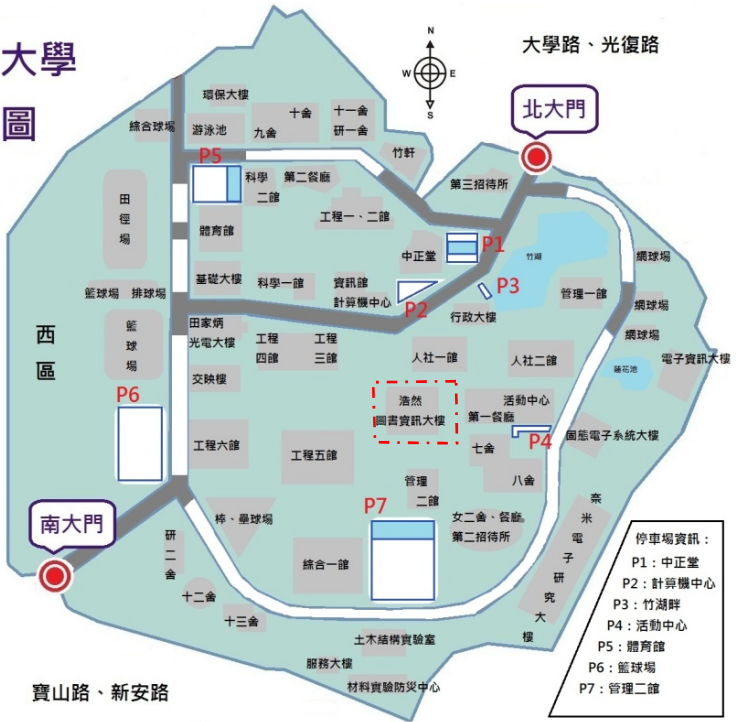 大學
圖
N
W
E
S
大學路、光復路
北大門
環保大樓
綜合球場
游泳池
九舍
十舍
十一舍
研一舍
竹軒
第三招待所
P5
科學
二館
第二餐廳
田徑場
體育館
工程一、二館
中正堂
P1
竹湖
網球場
基礎大樓
科學一館
資訊館
計算機中心
P2
P3
管理一館
籃球場
排球場
行政大樓
網球場
西區
籃球場
田家炳
光電大樓
工程
四館
工程
三館
人社一館
人社二館
網球場
電子資訊大樓
蓮花池
交映樓
P6
浩然
圖書資訊大樓
活動中心
第一餐廳
P4
固態電子系統大樓
工程六館
工程五館
七舍
八舍
管理
二館
P7
南大門
棒、壘球場
女二舍、餐廳
第二招待所
奈米電子研究大樓
研二舍
綜合一館
十二舍
十三舍
土木結構實驗室
服務大樓
材料實驗防災中心
寶山路、新安路
停車場資訊：
P1：中正堂
P2：計算機中心
P3：竹湖畔
P4：活動中心
P5：體育館
P6：籃球場
P7：管理二館